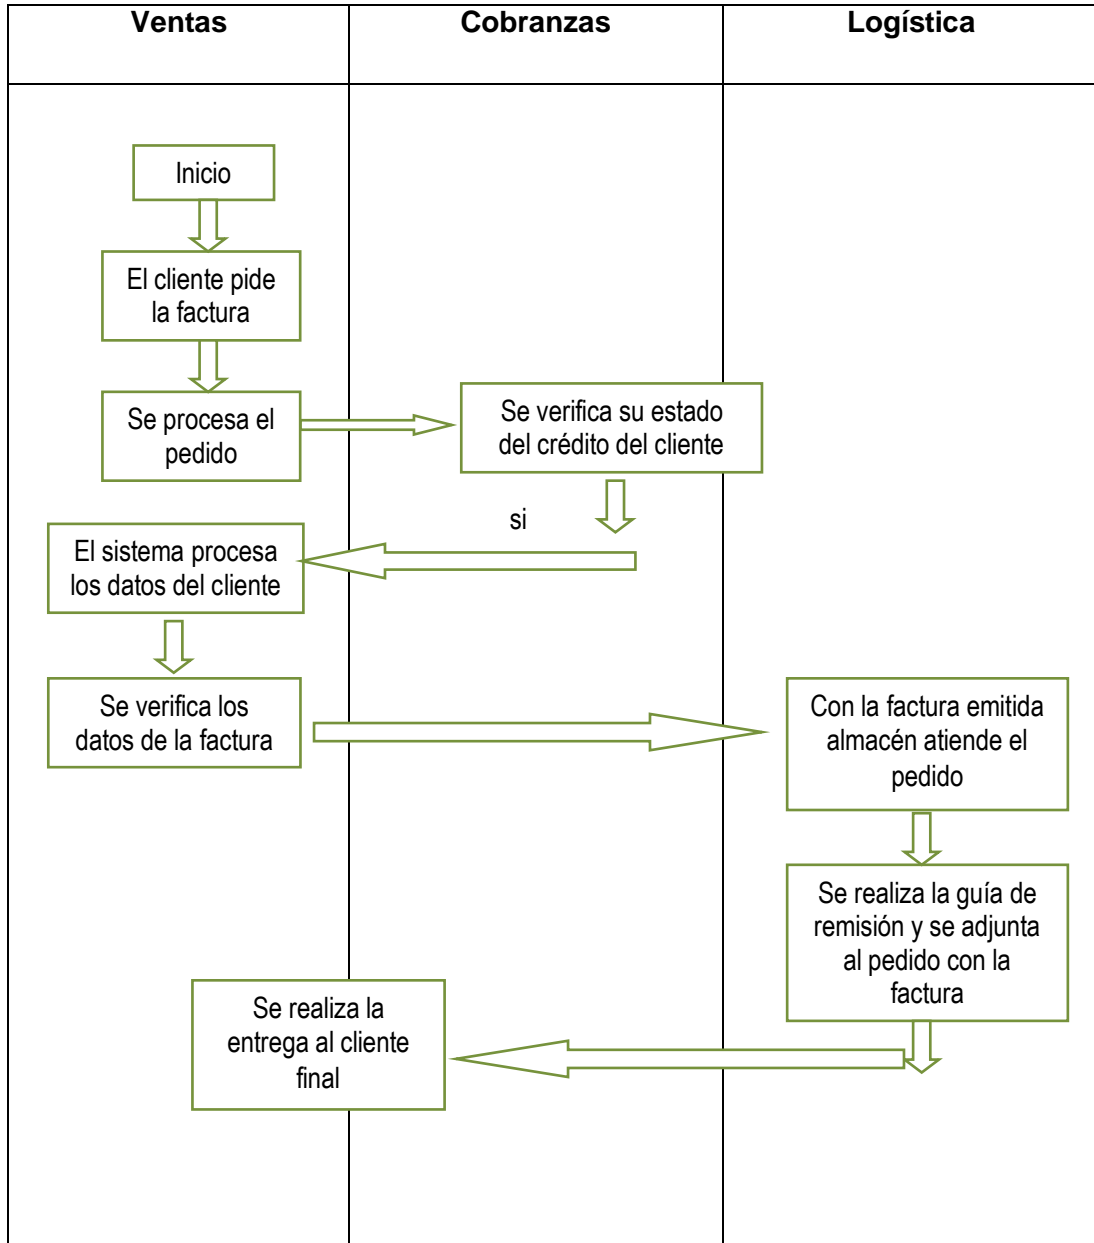 Ventas
Cobranzas
Logística
Inicio
El cliente pide
la factura
Se procesa el
pedido
Se verifica su estado
del crédito del cliente
si
El sistema procesa
los datos del cliente
Se verifica los
datos de la factura
Con la factura emitida
almacén atiende el
pedido
Se realiza la guía de
remisión y se adjunta
al pedido con la
factura
Se realiza la
entrega al cliente
final